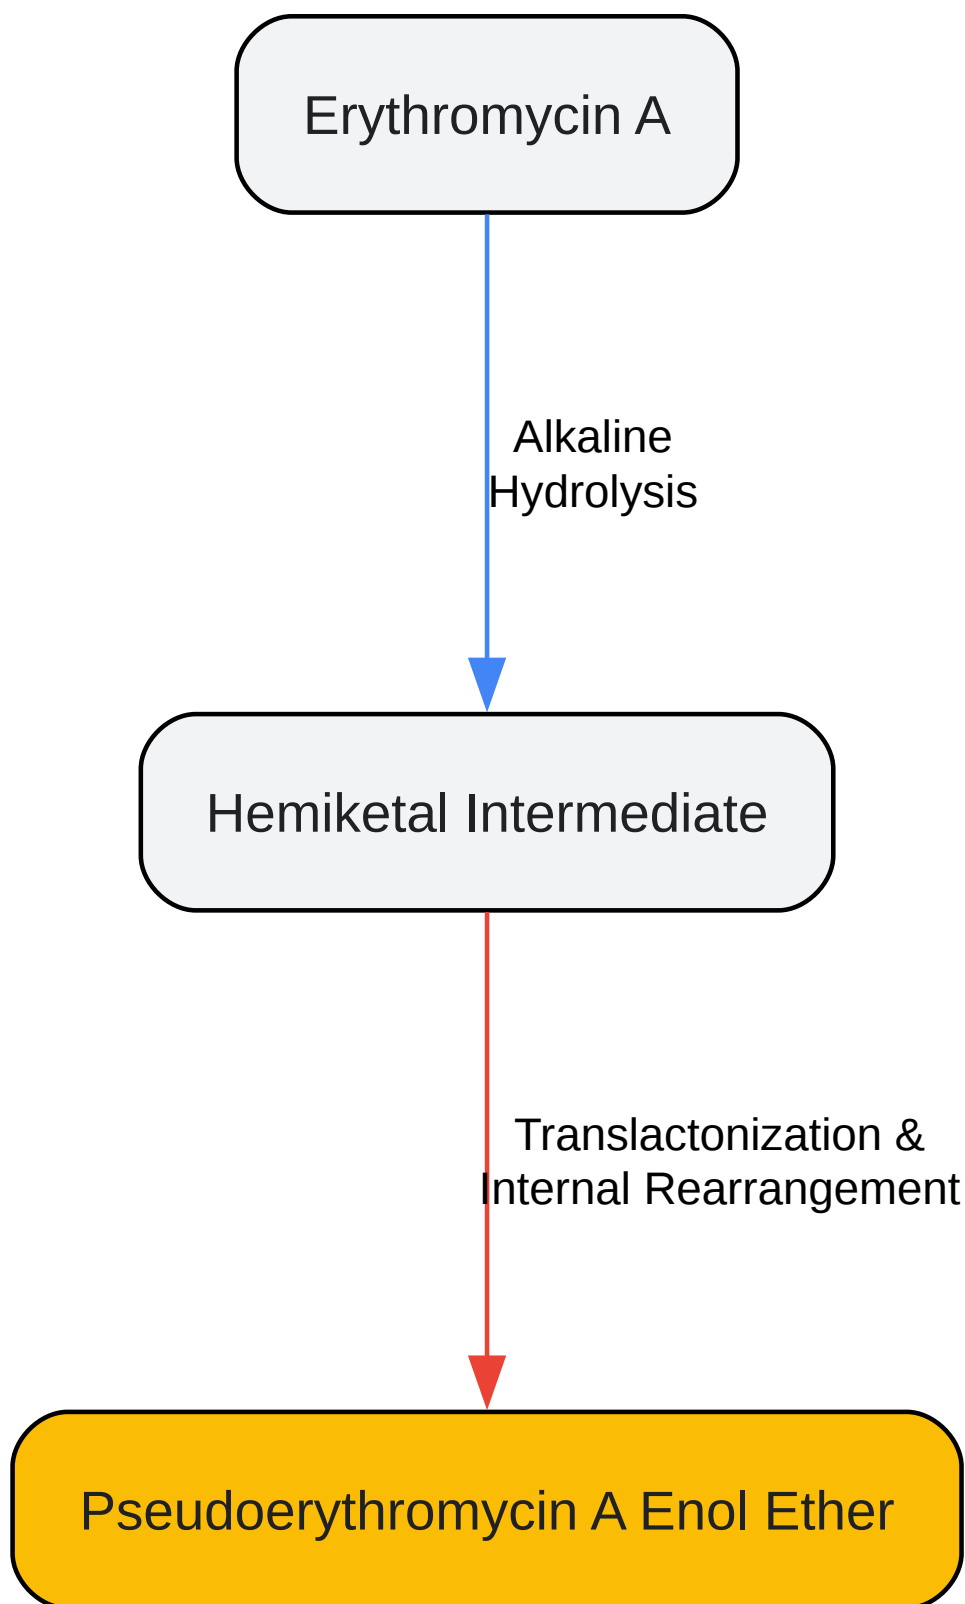 Erythromycin A
Alkaline
Hydrolysis
Hemiketal Intermediate
Translactonization &
Internal Rearrangement
Pseudoerythromycin A Enol Ether